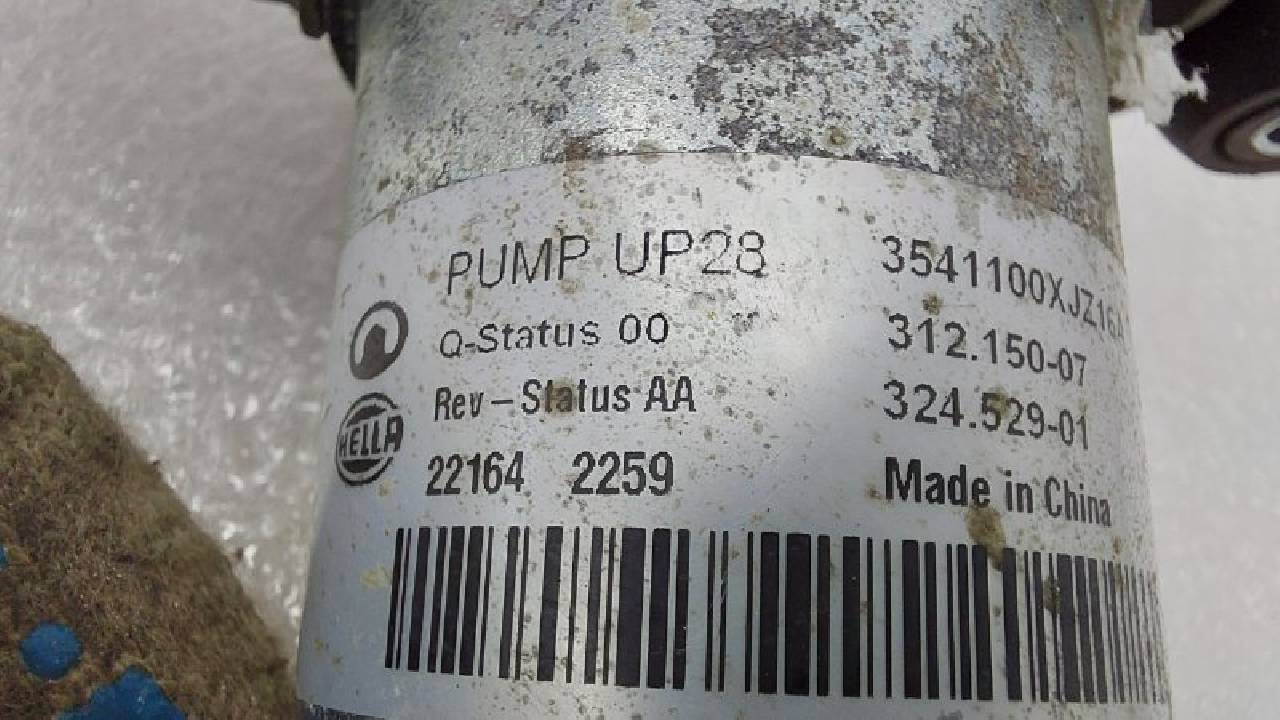 PUMP UP28
Q-Status 00
Rev-Status AA
22164 2259
HELLA
3541100XJZ16A
312.150-07
324.529-01
Made in China